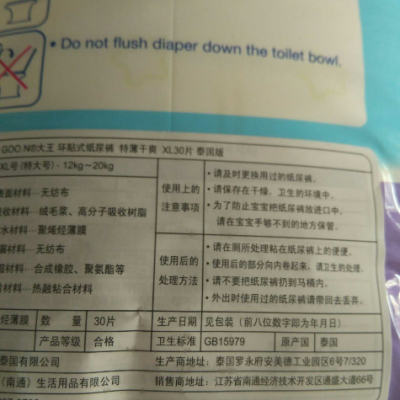 • Do not flush diaper down the toilet bowl.
GOO.N®大王 环贴式纸尿裤 特薄干爽 XL30片 泰国版
XL号(特大号) - 12kg～20kg
表面材料—无纺布
吸收材料—绒毛浆、高分子吸收树脂
防水材料—聚烯烃薄膜
材料—无纺布
材料—合成橡胶、聚氨酯等
材料—热融粘合材料
使用上的
注意事项
• 请及时更换用过的纸尿裤。
• 请保存在干燥、卫生的环境中。
• 为了防止宝宝把纸尿裤放进口中，
请在宝宝手够不到的地方保管。
使用后的
处理方法
• 请在厕所处理粘在纸尿裤上的便便。
• 使用后的部分向内卷起来，请卫生的处理。
• 请不要把纸尿裤扔到马桶内。
• 外出时使用过的纸尿裤请带回去丢弃。
烃薄膜 数 量 30片 生产日期 见包装（前八位数字即为年月日）
产品等级 合格 卫生标准 GB15979 原产国 泰国
泰国有限公司 生产商地址：泰国罗永府安美德工业园区6号7/320
（南通）生活用品有限公司 经销商地址：江苏省南通经济技术开发区通盛大道66号